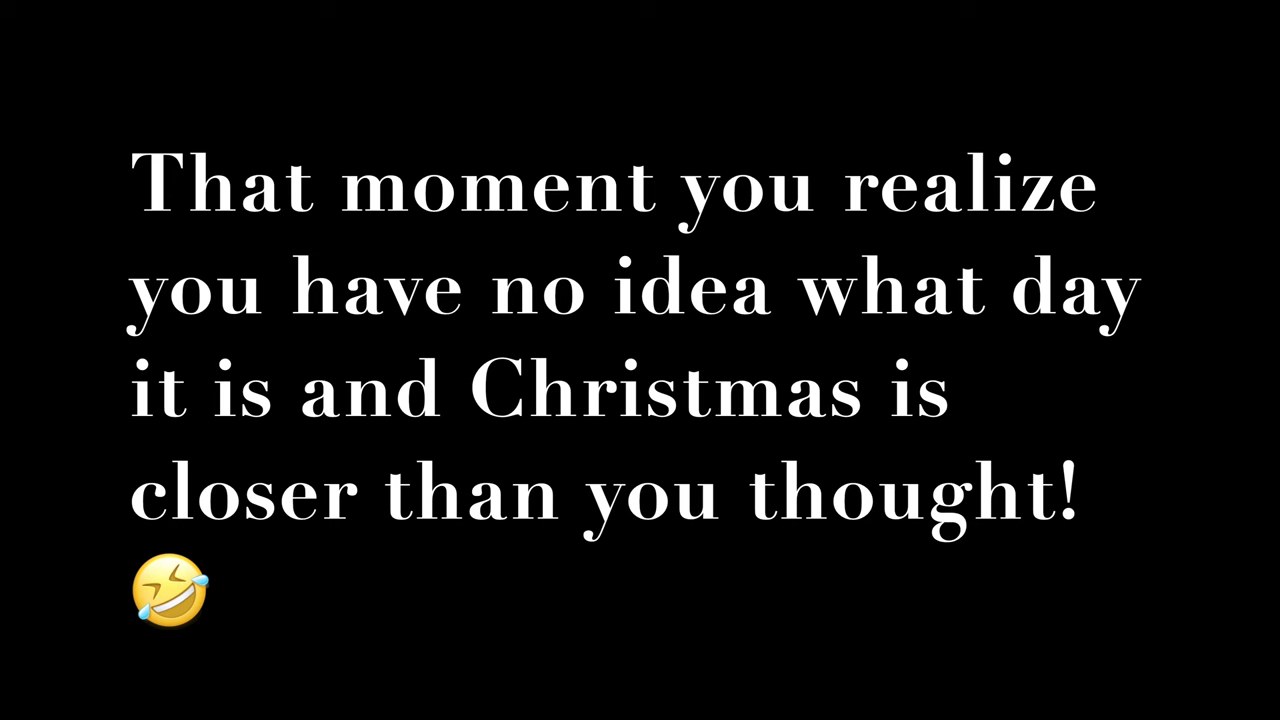 That moment you realize
you have no idea what day
it is and Christmas is
closer than you thought!
🤣